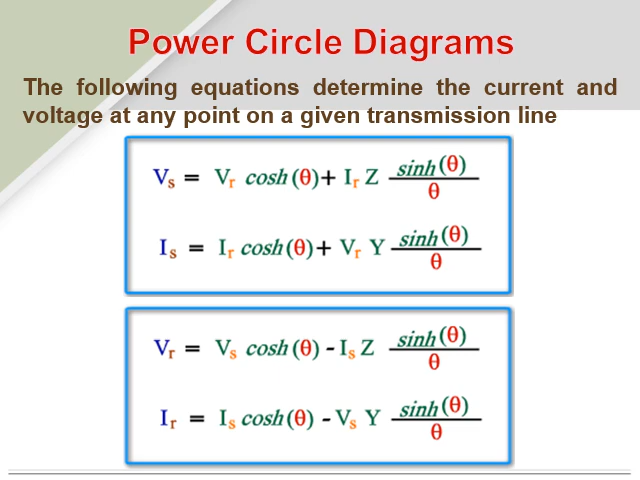 Power Circle Diagrams
The following equations determine the current and
voltage at any point on a given transmission line
Vs = Vr cosh (θ)+ Ir Z sinh (θ)/θ
Is = Ir cosh (θ)+ Vr Y sinh (θ)/θ
Vr = Vs cosh (θ) - Is Z sinh (θ)/θ
Ir = Is cosh (θ) - Vs Y sinh (θ)/θ